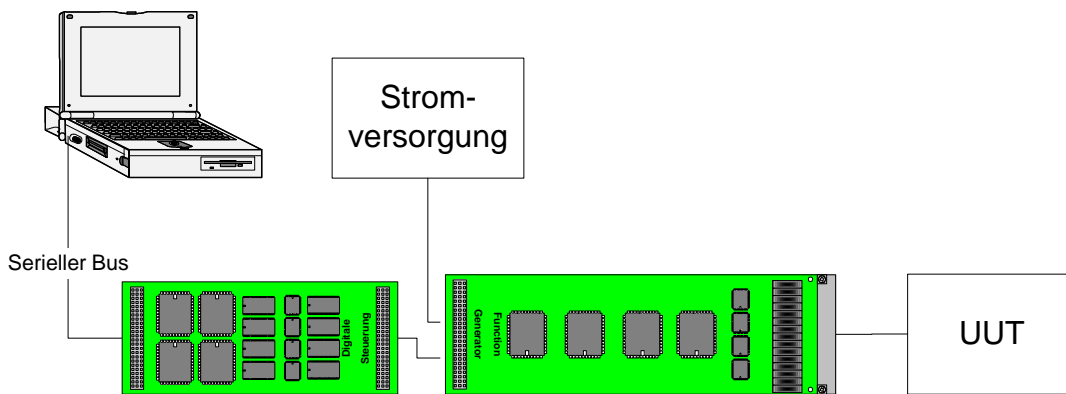 Strom-
versorgung
Serieller Bus
Digitale
Steuerung
Function
Generator
UUT